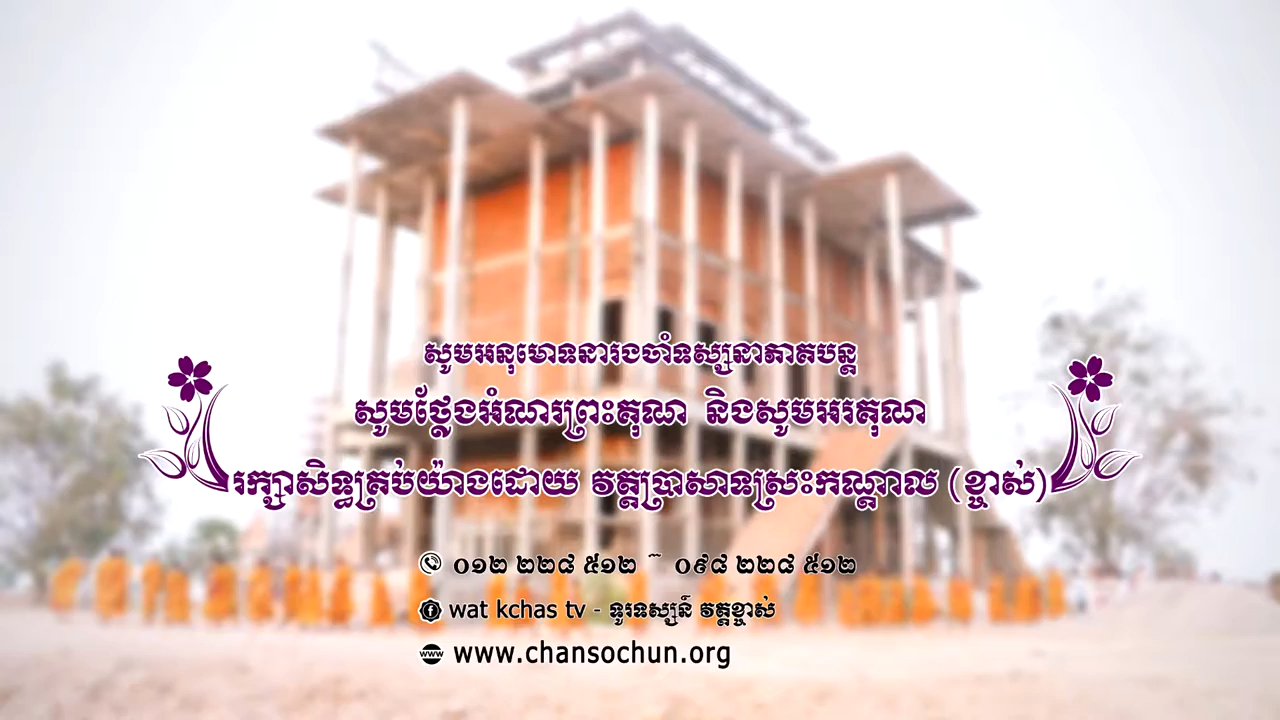 សូមអនុមោទនារងចាំទស្សនាភាគបន្ត
សូមថ្លែងអំណរព្រះគុណ និងសូមអរគុណ
រក្សាសិទ្ធគ្រប់យ៉ាងដោយ វត្តប្រាសាទស្រះកណ្ដាល (ខ្ចាស់)
០១២ ២២៨ ៥១២ ~ ០៩៨ ២២៨ ៥១២
wat kchas tv - ទូរទស្សន៍ វត្តខ្ចាស់
www www.chansochun.org